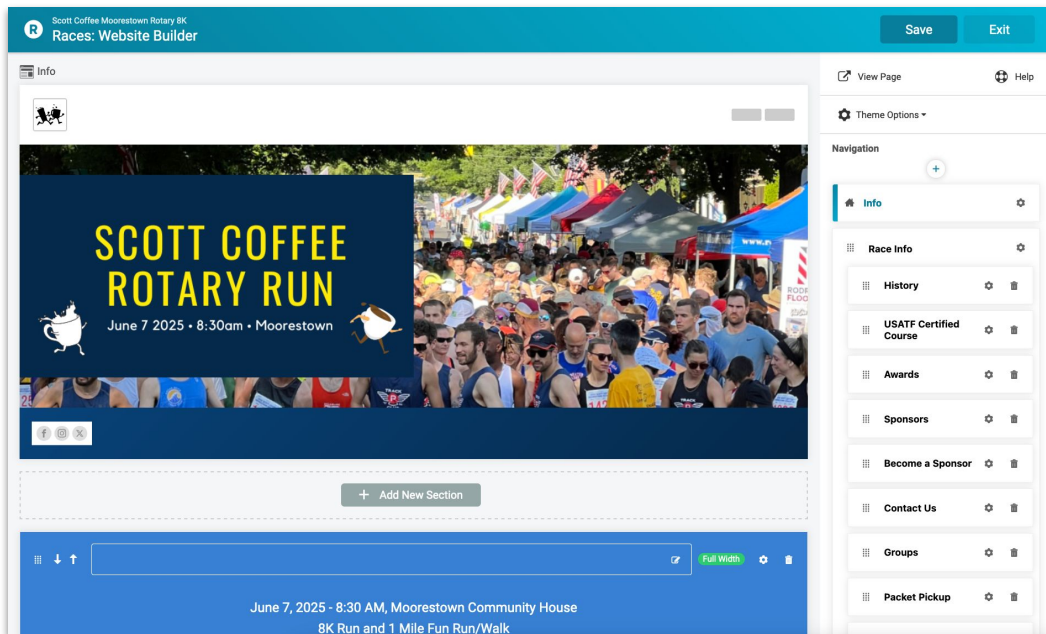 R
Scott Coffee Moorestown Rotary 8K
Races: Website Builder
Save
Exit
Info
View Page
Help
Theme Options
Navigation
+
Info
Race Info
History
USATF Certified
Course
Awards
Sponsors
Become a Sponsor
Contact Us
Groups
Packet Pickup
SCOTT COFFEE
ROTARY RUN
June 7 2025 • 8:30am • Moorestown
+ Add New Section
Full Width
June 7, 2025 - 8:30 AM, Moorestown Community House
8K Run and 1 Mile Fun Run/Walk